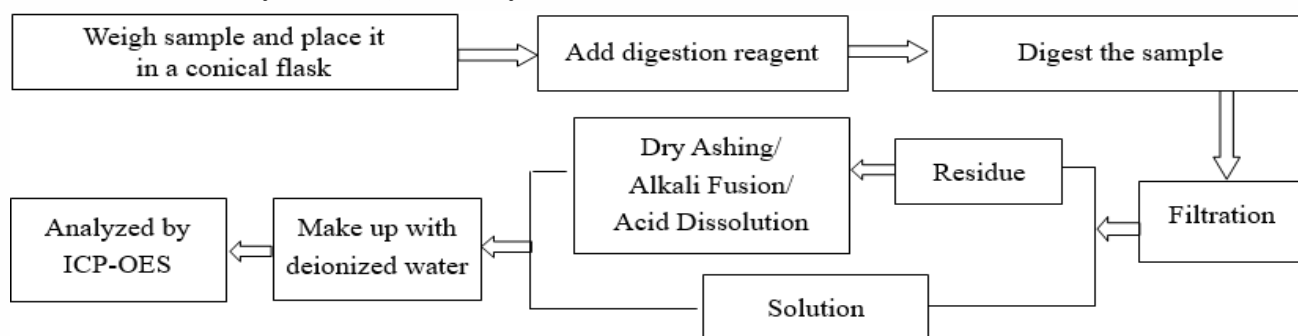 Weigh sample and place it
in a conical flask
Add digestion reagent
Digest the sample
Filtration
Residue
Dry Ashing/
Alkali Fusion/
Acid Dissolution
Solution
Make up with
deionized water
Analyzed by
ICP-OES